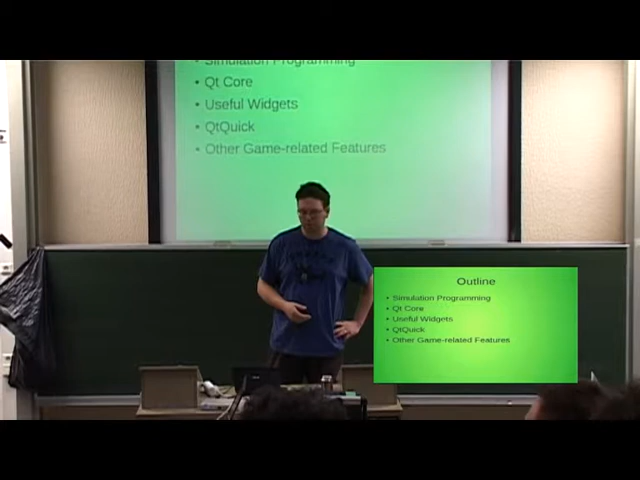 Simulation Programming
• Qt Core
• Useful Widgets
• QtQuick
• Other Game-related Features
Outline
• Simulation Programming
• Qt Core
• Useful Widgets
• QtQuick
• Other Game-related Features